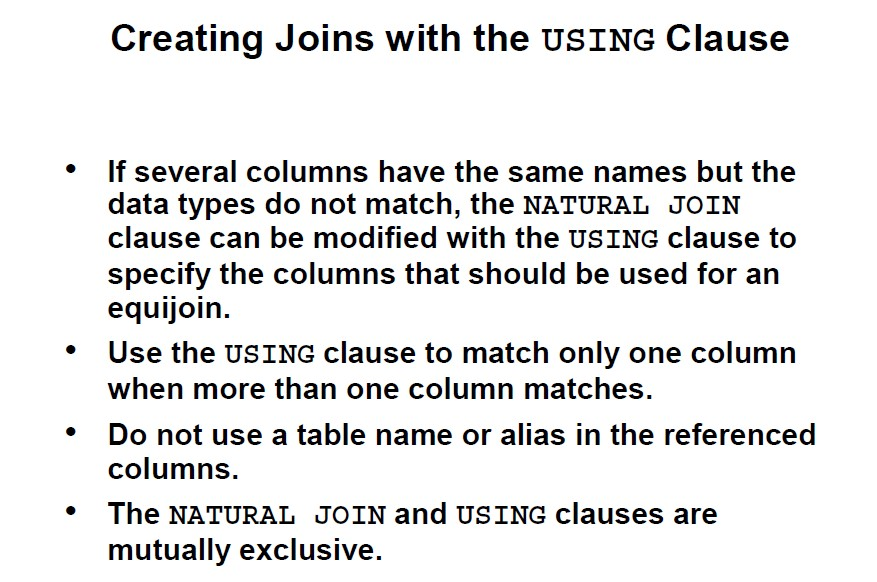 Creating Joins with the USING Clause
• If several columns have the same names but the
data types do not match, the NATURAL JOIN
clause can be modified with the USING clause to
specify the columns that should be used for an
equijoin.
• Use the USING clause to match only one column
when more than one column matches.
• Do not use a table name or alias in the referenced
columns.
• The NATURAL JOIN and USING clauses are
mutually exclusive.